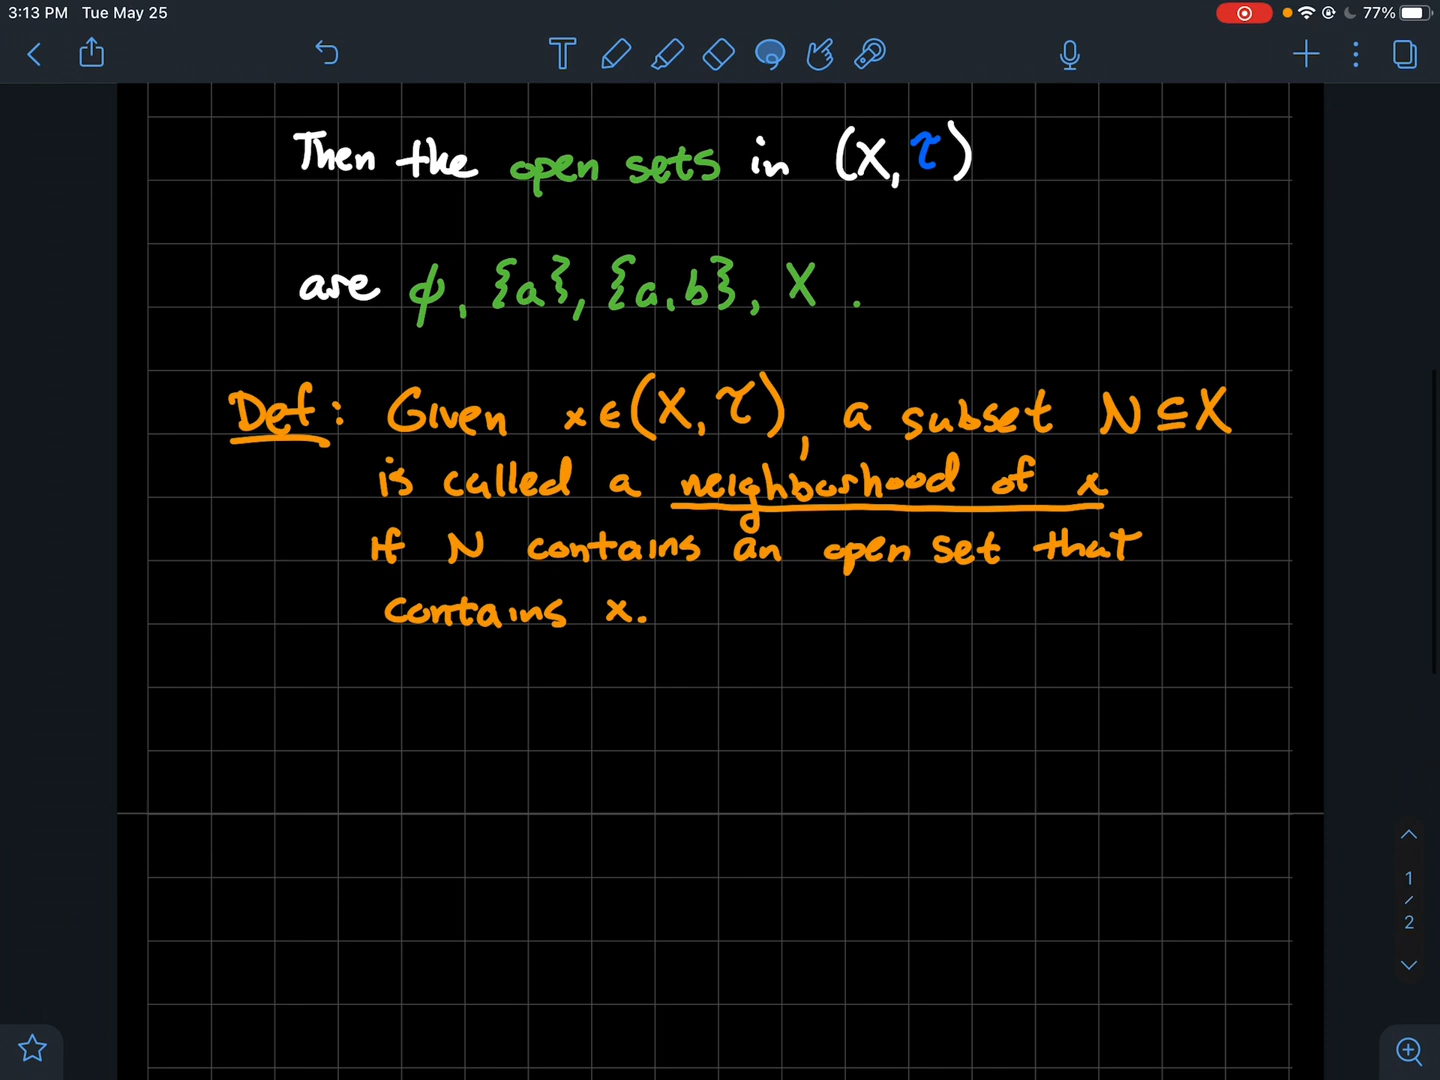 3:13 PM Tue May 25
77%
Then the open sets in (X, τ)
are ϕ, {a}, {a, b}, X .
Def: Given x ∈ (X, τ), a subset N ⊆ X
is called a neighborhood of x
if N contains an open set that
contains x.
1
/
2